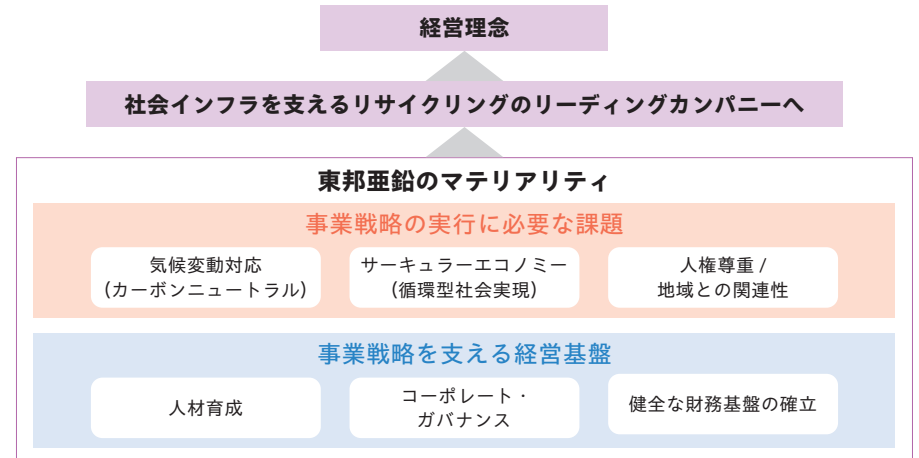 経営理念
社会インフラを支えるリサイクリングのリーディングカンパニーへ
東邦亜鉛のマテリアリティ
事業戦略の実行に必要な課題
気候変動対応
(カーボンニュートラル)
サーキュラーエコノミー
(循環型社会実現)
人権尊重 /
地域との関連性
事業戦略を支える経営基盤
人材育成
コーポレート・
ガバナンス
健全な財務基盤の確立